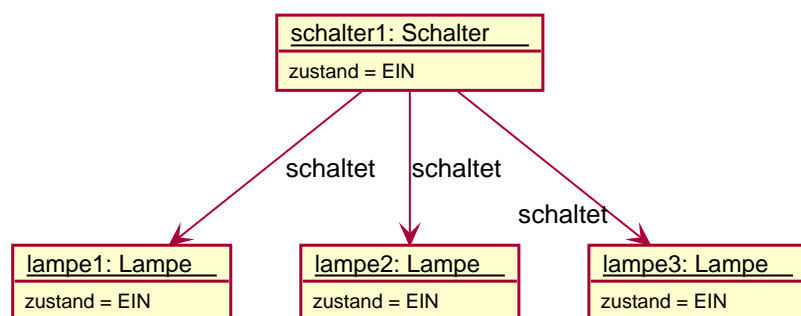 schalter1: Schalter
zustand = EIN
schaltet
schaltet
schaltet
lampe1: Lampe
zustand = EIN
lampe2: Lampe
zustand = EIN
lampe3: Lampe
zustand = EIN